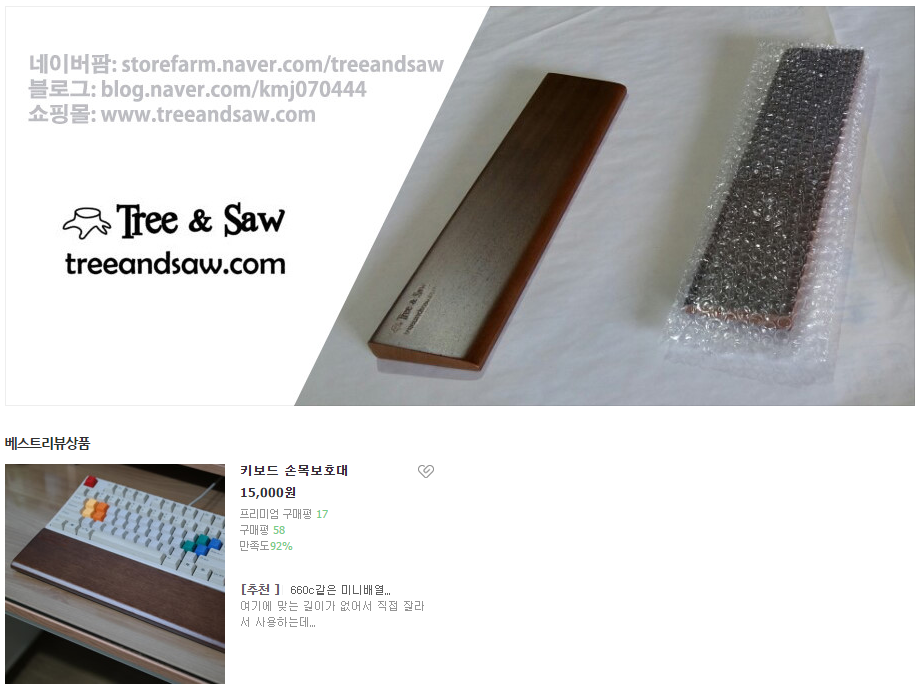 네이버팜: storefarm.naver.com/treeandsaw
블로그: blog.naver.com/kmj070444
쇼핑몰: www.treeandsaw.com
Tree & Saw
treeandsaw.com
Tree & Saw
treeandsaw.com
베스트리뷰상품
키보드 손목보호대
15,000원
프리미엄 구매평 17
구매평 58
만족도92%
[추천 ] 660c같은 미니배열...
여기에 맞는 길이가 없어서 직접 잘라
서 사용하는데...